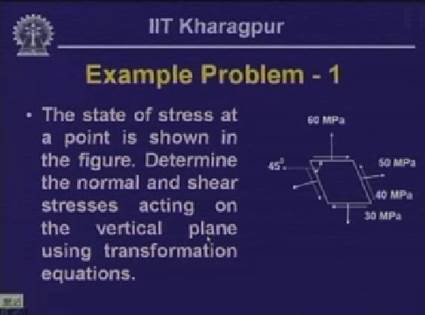 IIT Kharagpur
Example Problem - 1
• The state of stress at
a point is shown in
the figure. Determine
the normal and shear
stresses acting on
the vertical plane
using transformation
equations.
60 MPa
45⁰
50 MPa
40 MPa
30 MPa